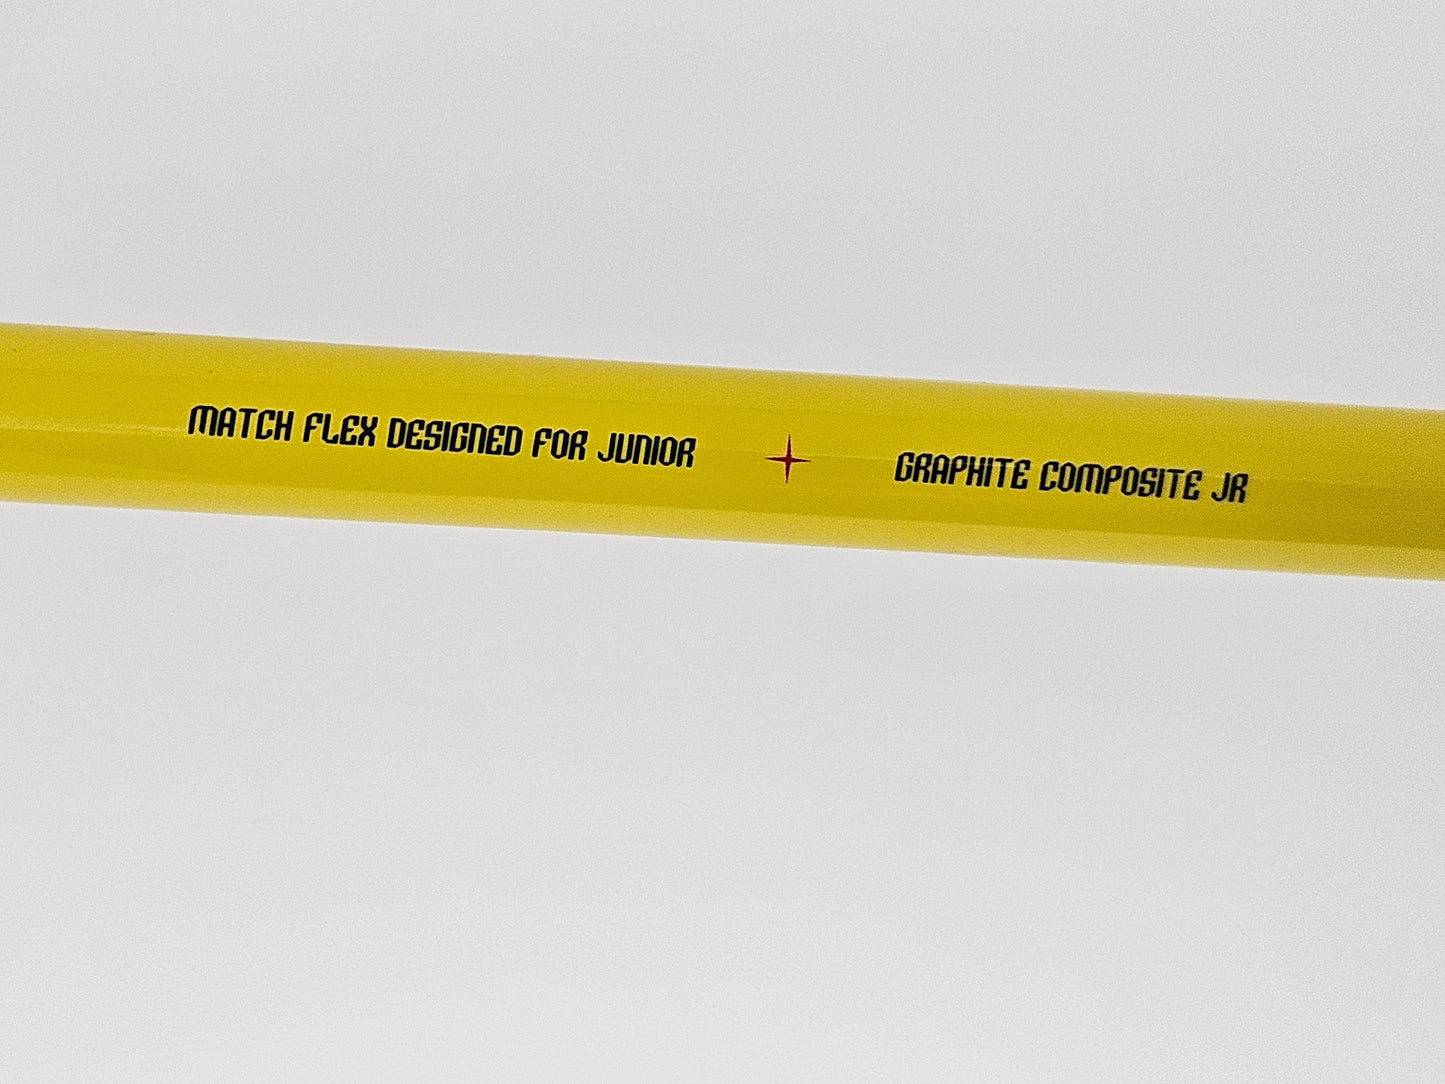 MATCH FLEX DESIGNED FOR JUNIOR GRAPHITE COMPOSITE JR